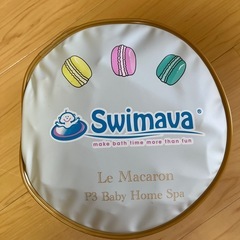 Swimava®
make bath time more than fun
Le Macaron
P3 Baby Home Spa